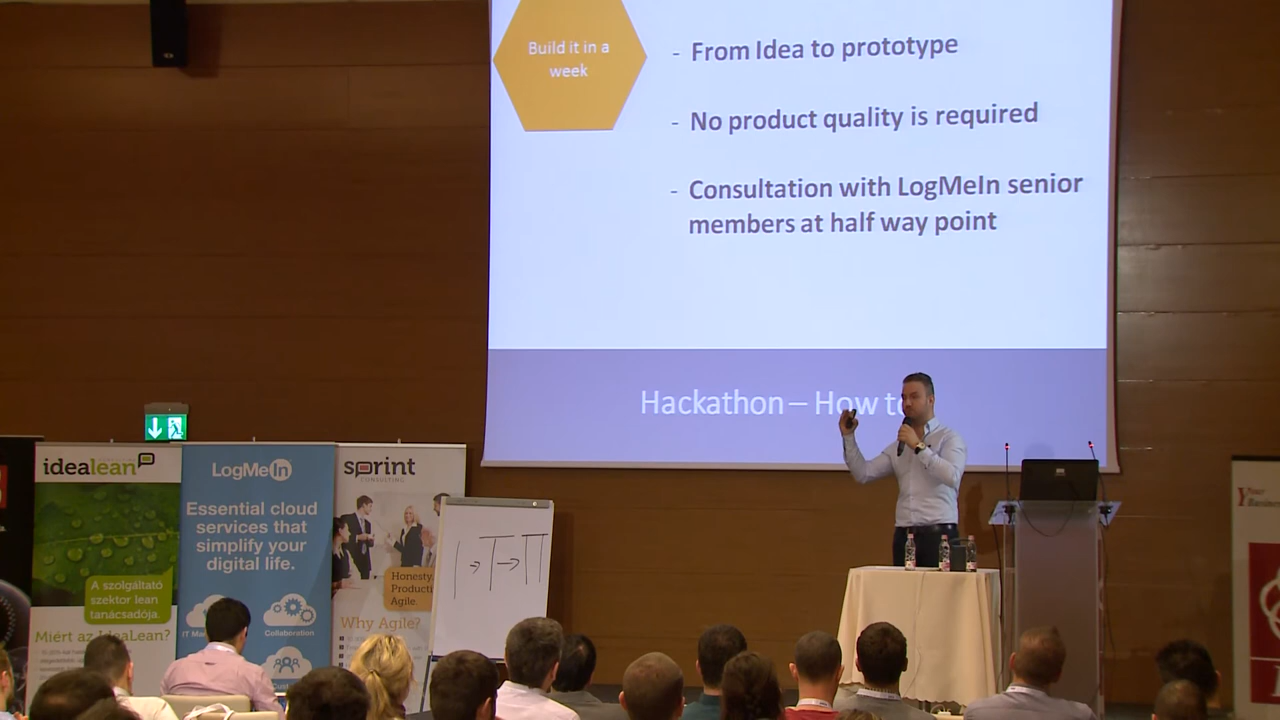 Build it in a
week
- From Idea to prototype
- No product quality is required
- Consultation with LogMeIn senior
members at half way point
Hackathon – How to
idealean
A szolgáltató
szektor lean
tanácsadója.
Miért az IdeaLean?
LogMeIn
Essential cloud
services that
simplify your
digital life.
Collaboration
sprint
CONSULTING
Honesty.
Agile.
Why Agile?